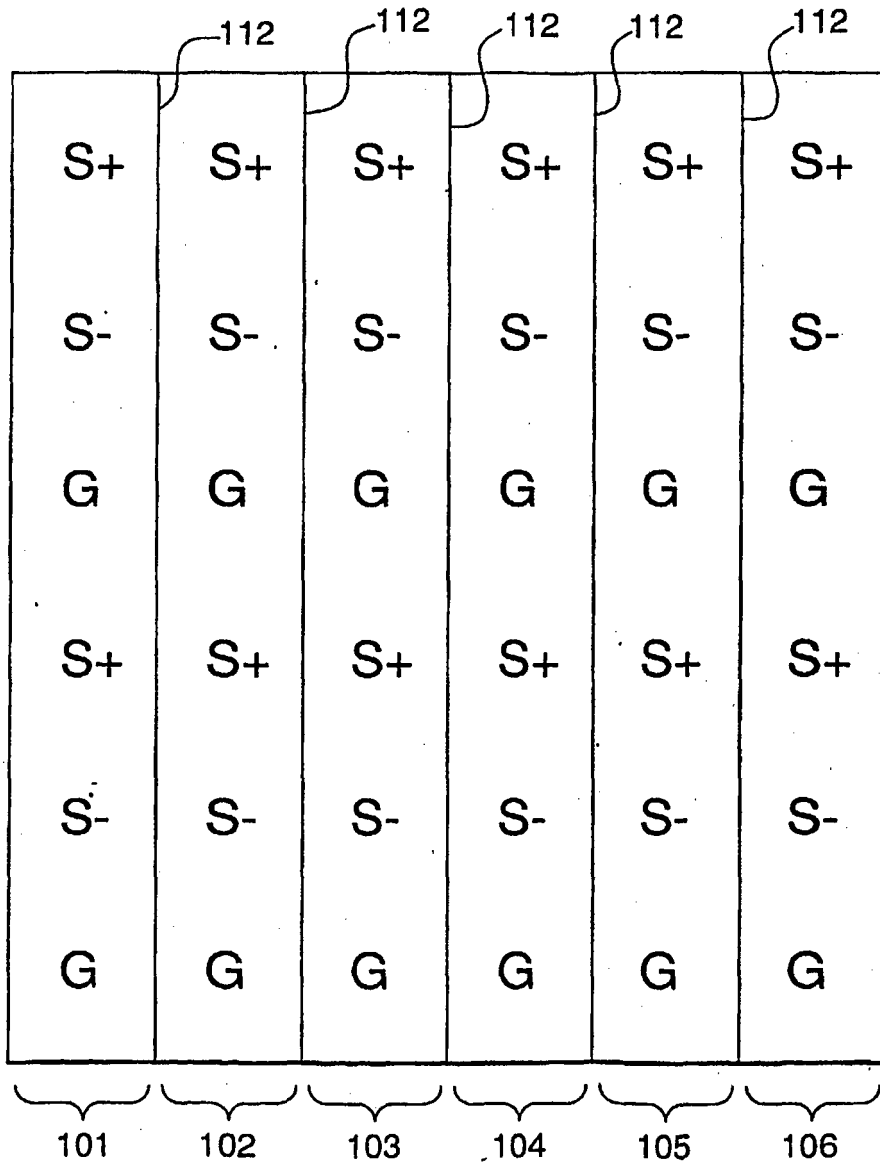 112 112 112 112 112
S+ S+ S+ S+ S+ S+
S- S- S- S- S- S-
G G G G G G
S+ S+ S+ S+ S+ S+
S- S- S- S- S- S-
G G G G G G
101 102 103 104 105 106